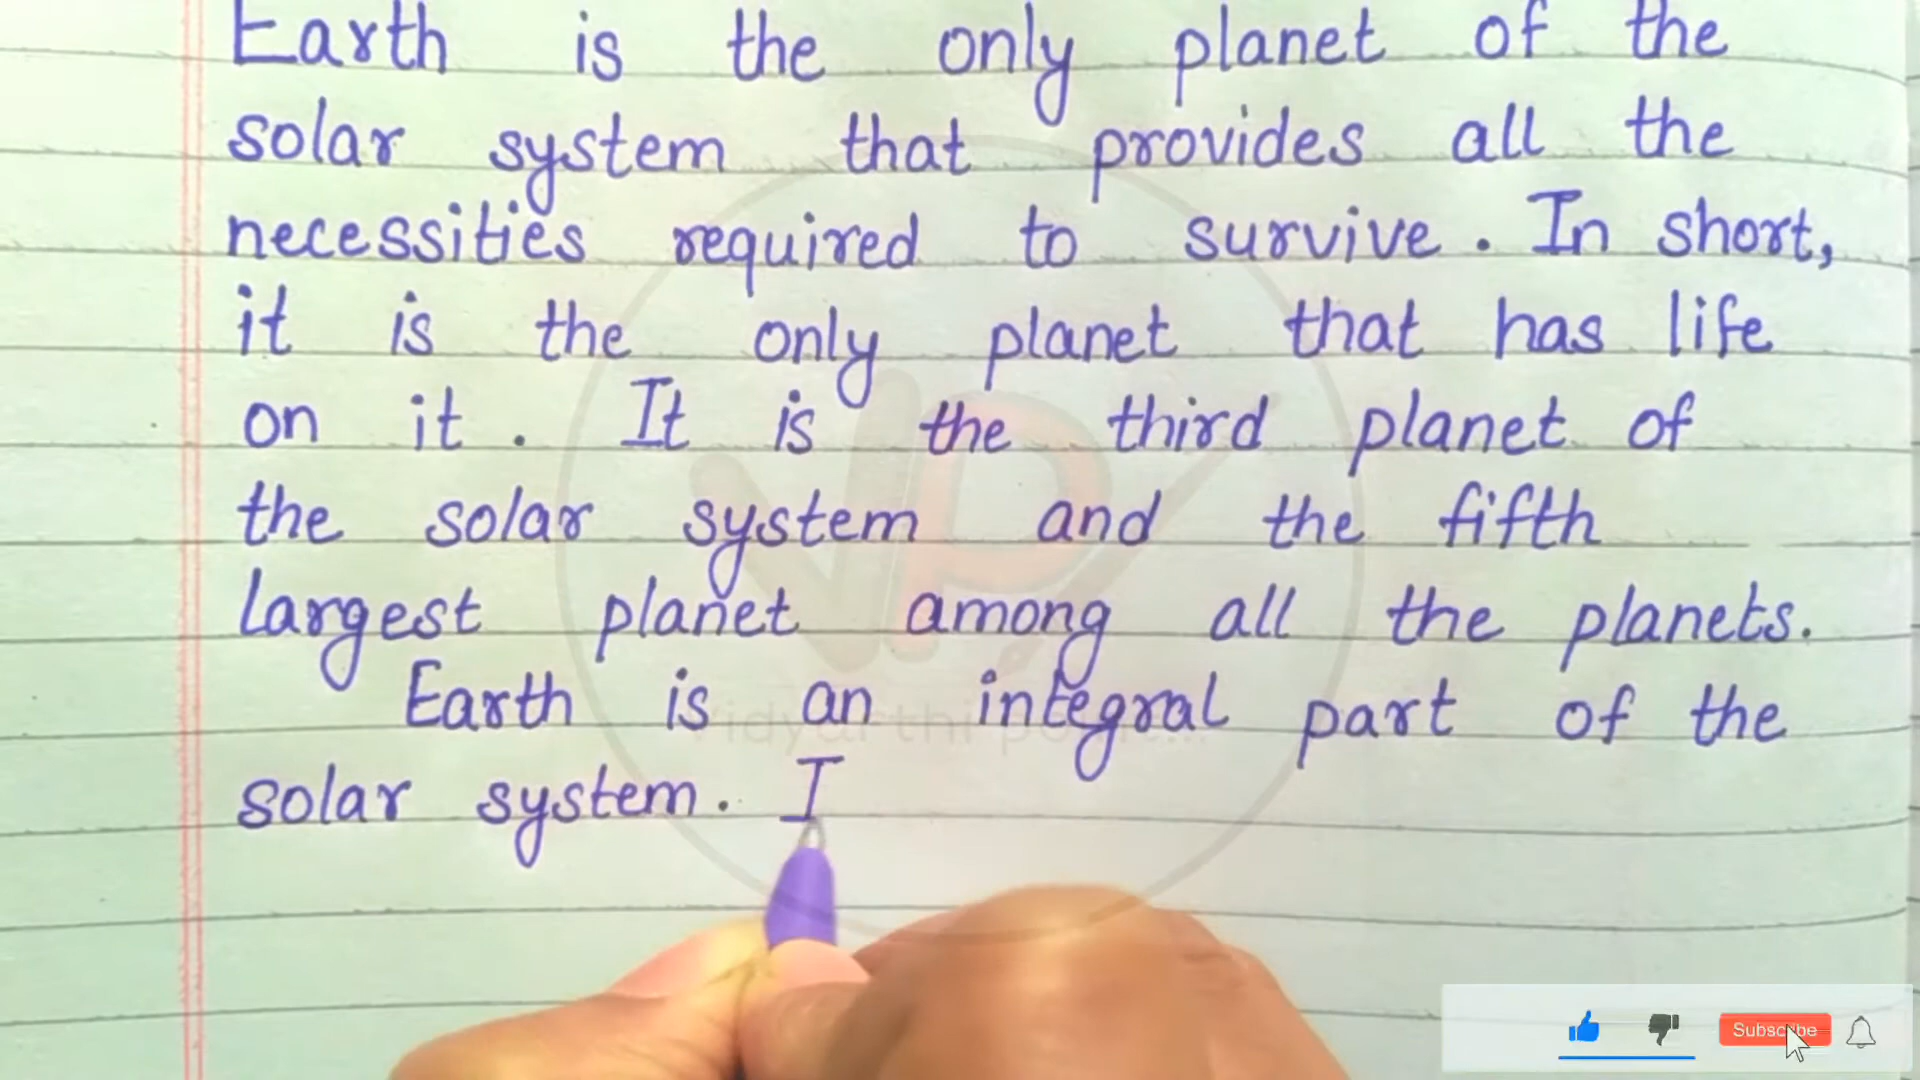 Earth is the only planet of the
solar system that provides all the
necessities required to survive. In short,
it is the only planet that has life
on it. It is the third planet of
the solar system and the fifth
largest planet among all the planets.
Earth is an integral part of the
solar system. I
Subscribe